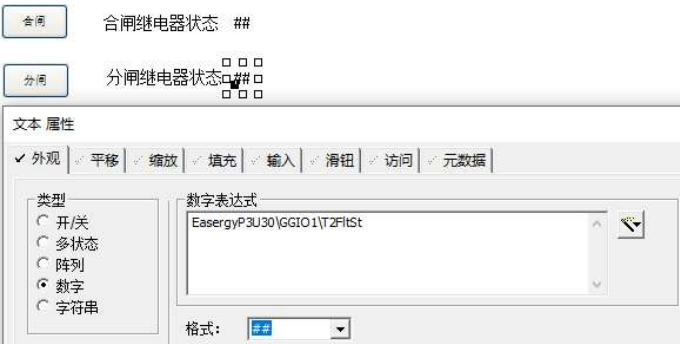 合闸 合闸继电器状态 ##
分闸 分闸继电器状态 ##
文本 属性
外观 平移 缩放 填充 输入 滑钮 访问 元数据
类型 数字表达式
开/关 EasergyP3U30\GGIO1\T2FltSt
多状态
阵列
数字
字符串
格式： ##